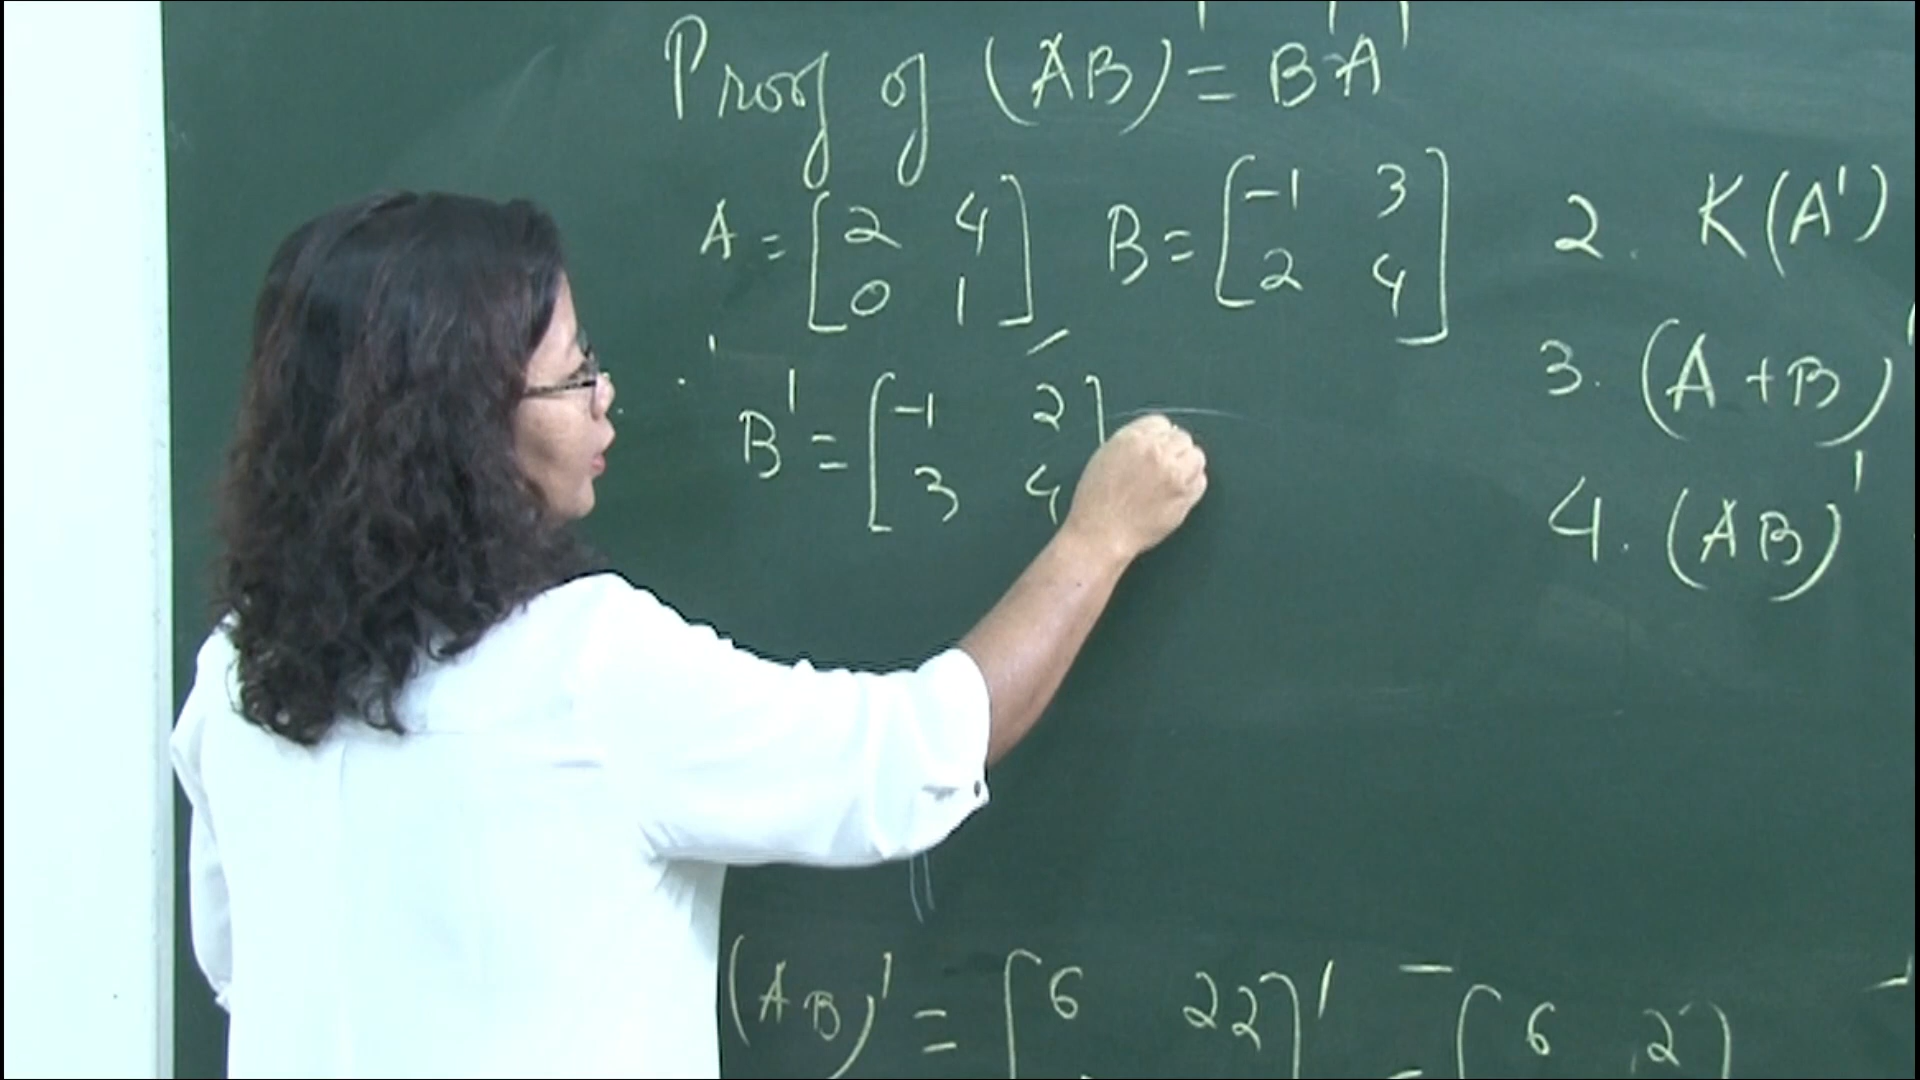 Proof of (AB)' = B'A'
A = [2 4
0 1] B = [-1 3
2 4]
B' = [-1 2
3 4]
2. K(A')
3. (A + B)'
4. (AB)'
(AB)' = [6 22]' = [6 2]